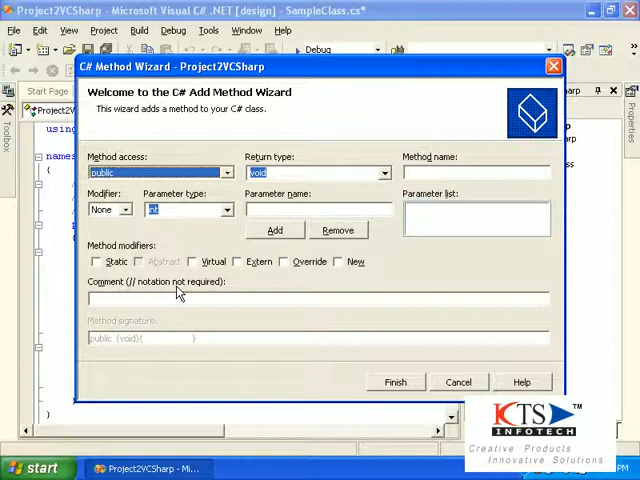 Project2VCSharp - Microsoft Visual C# .NET [design] - SampleClass.cs*
File Edit View Project Build Debug Tools Window Help
Debug
C# Method Wizard - Project2VCSharp
Start Page
Project2V
Toolbox
using
names
{
}
Welcome to the C# Add Method Wizard
This wizard adds a method to your C# class.
Method access: Return type: Method name:
public void
Modifier: Parameter type: Parameter name: Parameter list:
None int
Add Remove
Method modifiers:
Static Abstract Virtual Extern Override New
Comment (// notation not required):
Method signature:
public (void)( )
Finish Cancel Help
KTS ™
INFOTECH
Creative Products
Innovative Solutions
start Project2VCSharp - Mi...